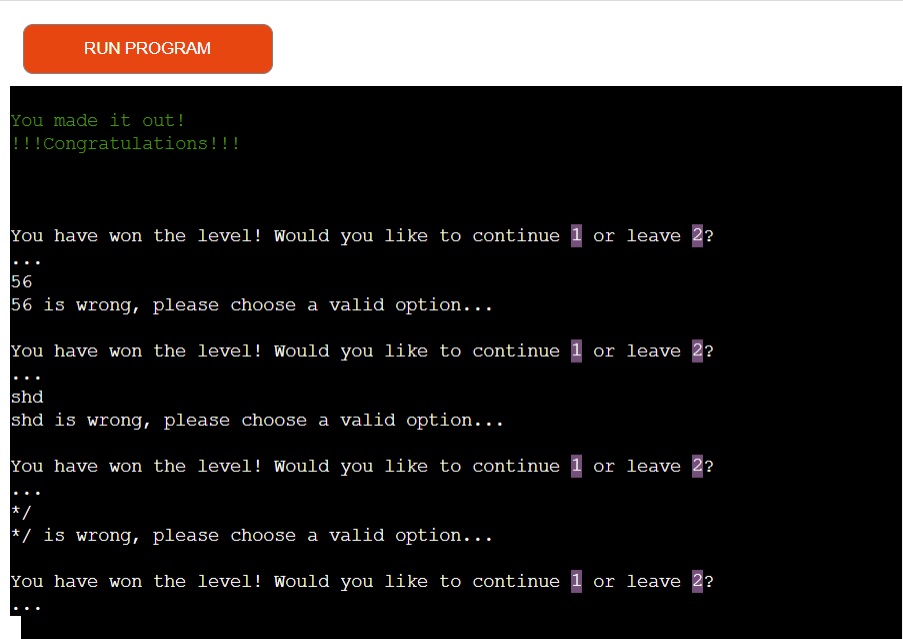 RUN PROGRAM
You made it out!
!!!Congratulations!!!
You have won the level! Would you like to continue 1 or leave 2?
...
56
56 is wrong, please choose a valid option...
You have won the level! Would you like to continue 1 or leave 2?
...
shd
shd is wrong, please choose a valid option...
You have won the level! Would you like to continue 1 or leave 2?
...
*/
*/ is wrong, please choose a valid option...
You have won the level! Would you like to continue 1 or leave 2?
...